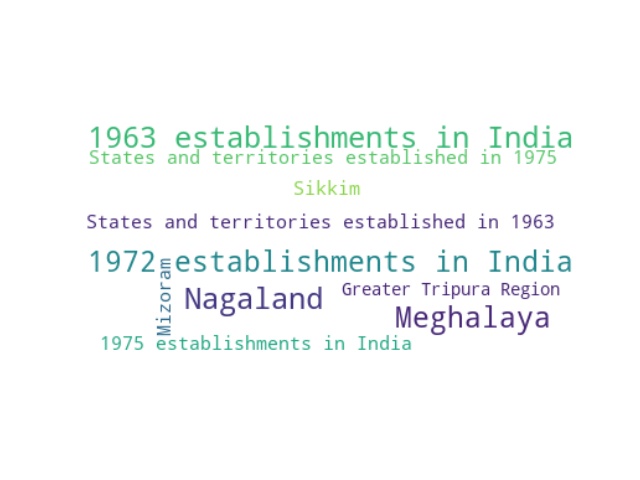 1963 establishments in India
States and territories established in 1975
Sikkim
States and territories established in 1963
1972 establishments in India
Mizoram
Nagaland
Greater Tripura Region
Meghalaya
1975 establishments in India